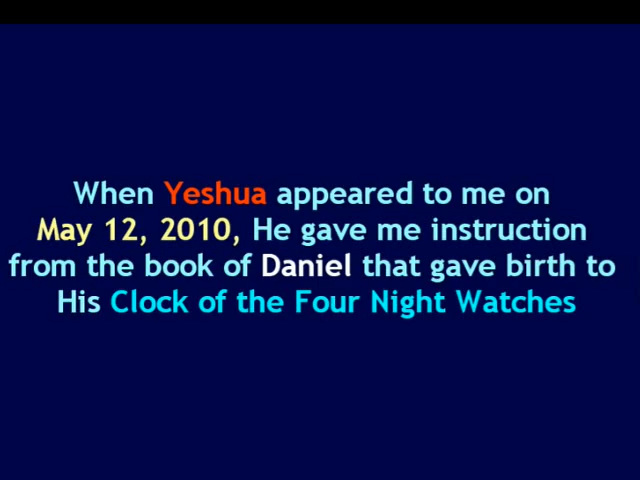 When Yeshua appeared to me on
May 12, 2010, He gave me instruction
from the book of Daniel that gave birth to
His Clock of the Four Night Watches